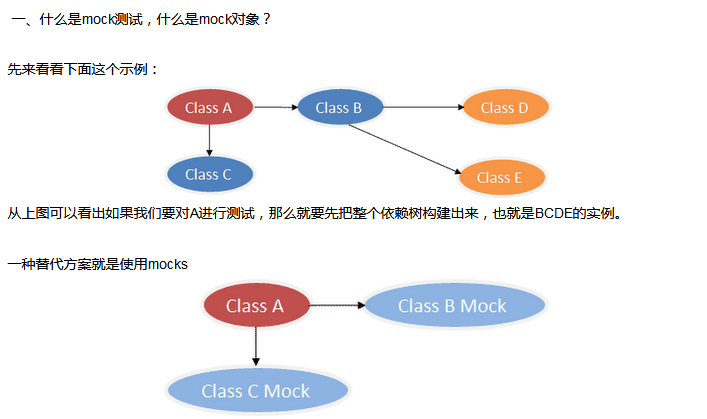 一、什么是mock测试，什么是mock对象？
先来看看下面这个示例：
Class A
Class B
Class D
Class C
Class E
从上图可以看出如果我们要对A进行测试，那么就要先把整个依赖树构建出来，也就是BCDE的实例。
一种替代方案就是使用mocks
Class A
Class B Mock
Class C Mock